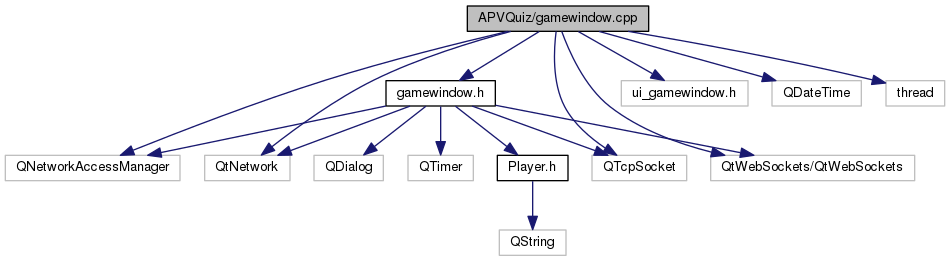 APVQuiz/gamewindow.cpp
gamewindow.h
ui_gamewindow.h
QDateTime
thread
QNetworkAccessManager
QtNetwork
QDialog
QTimer
Player.h
QTcpSocket
QtWebSockets/QtWebSockets
QString